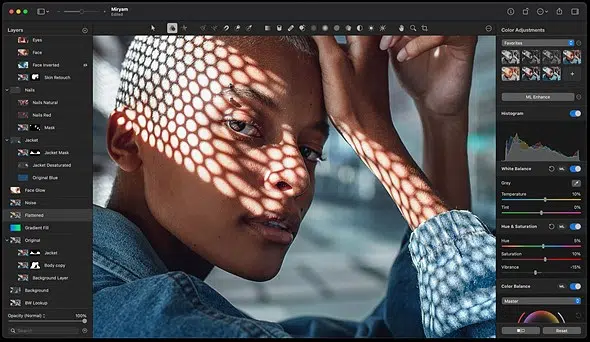 Miryam
Edited
Layers
Eyes
Face
Face Inverted
Skin Retouch
Nails
Nails Natural
Nails Red
Mask
Jacket
Jacket Mask
Jacket Desaturated
Original Blue
Face Glow
Noise
Flattered
Gradient Fill
Original
Jacket
Body copy
Background Layer
Background
BW Lookup
Opacity (Normal)
100%
Search
Color Adjustments
Favorites
ML Enhance
Histogram
White Balance
ML
Grey
Temperature 10%
Tint 0%
Hue & Saturation
ML
Hue 5%
Saturation 10%
Vibrance -15%
Color Balance
ML
Master
Reset